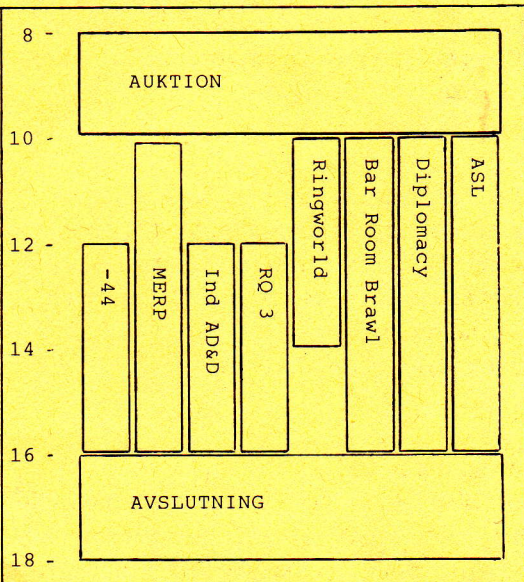 8 -
AUKTION
10 -
-44
MERP
Ind AD&D
RQ 3
Ringworld
Bar Room Brawl
Diplomacy
ASL
12 -
14 -
16 -
AVSLUTNING
18 -